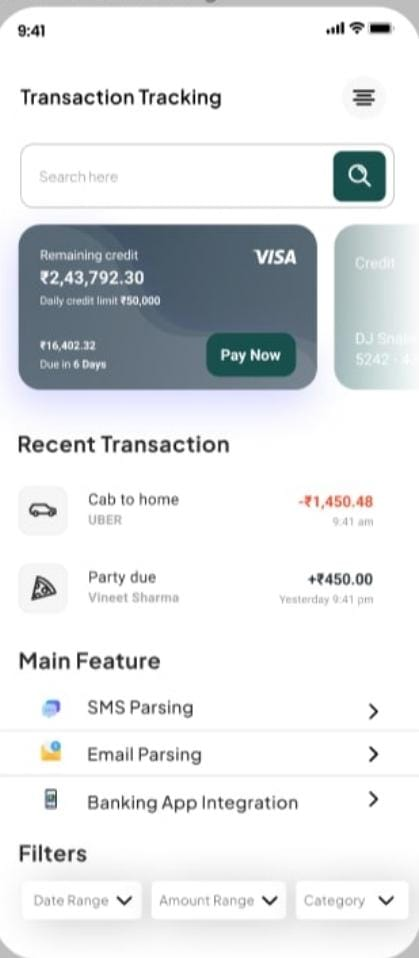 9:41
Transaction Tracking
Search here
Remaining credit
VISA
₹2,43,792.30
Daily credit limit ₹50,000
₹16,402.32
Due in 6 Days
Pay Now
Credit
DJ Snake
5242 - 4
Recent Transaction
Cab to home
-₹1,450.48
UBER
9:41 am
Party due
+₹450.00
Vineet Sharma
Yesterday 9:41 pm
Main Feature
SMS Parsing
Email Parsing
Banking App Integration
Filters
Date Range
Amount Range
Category